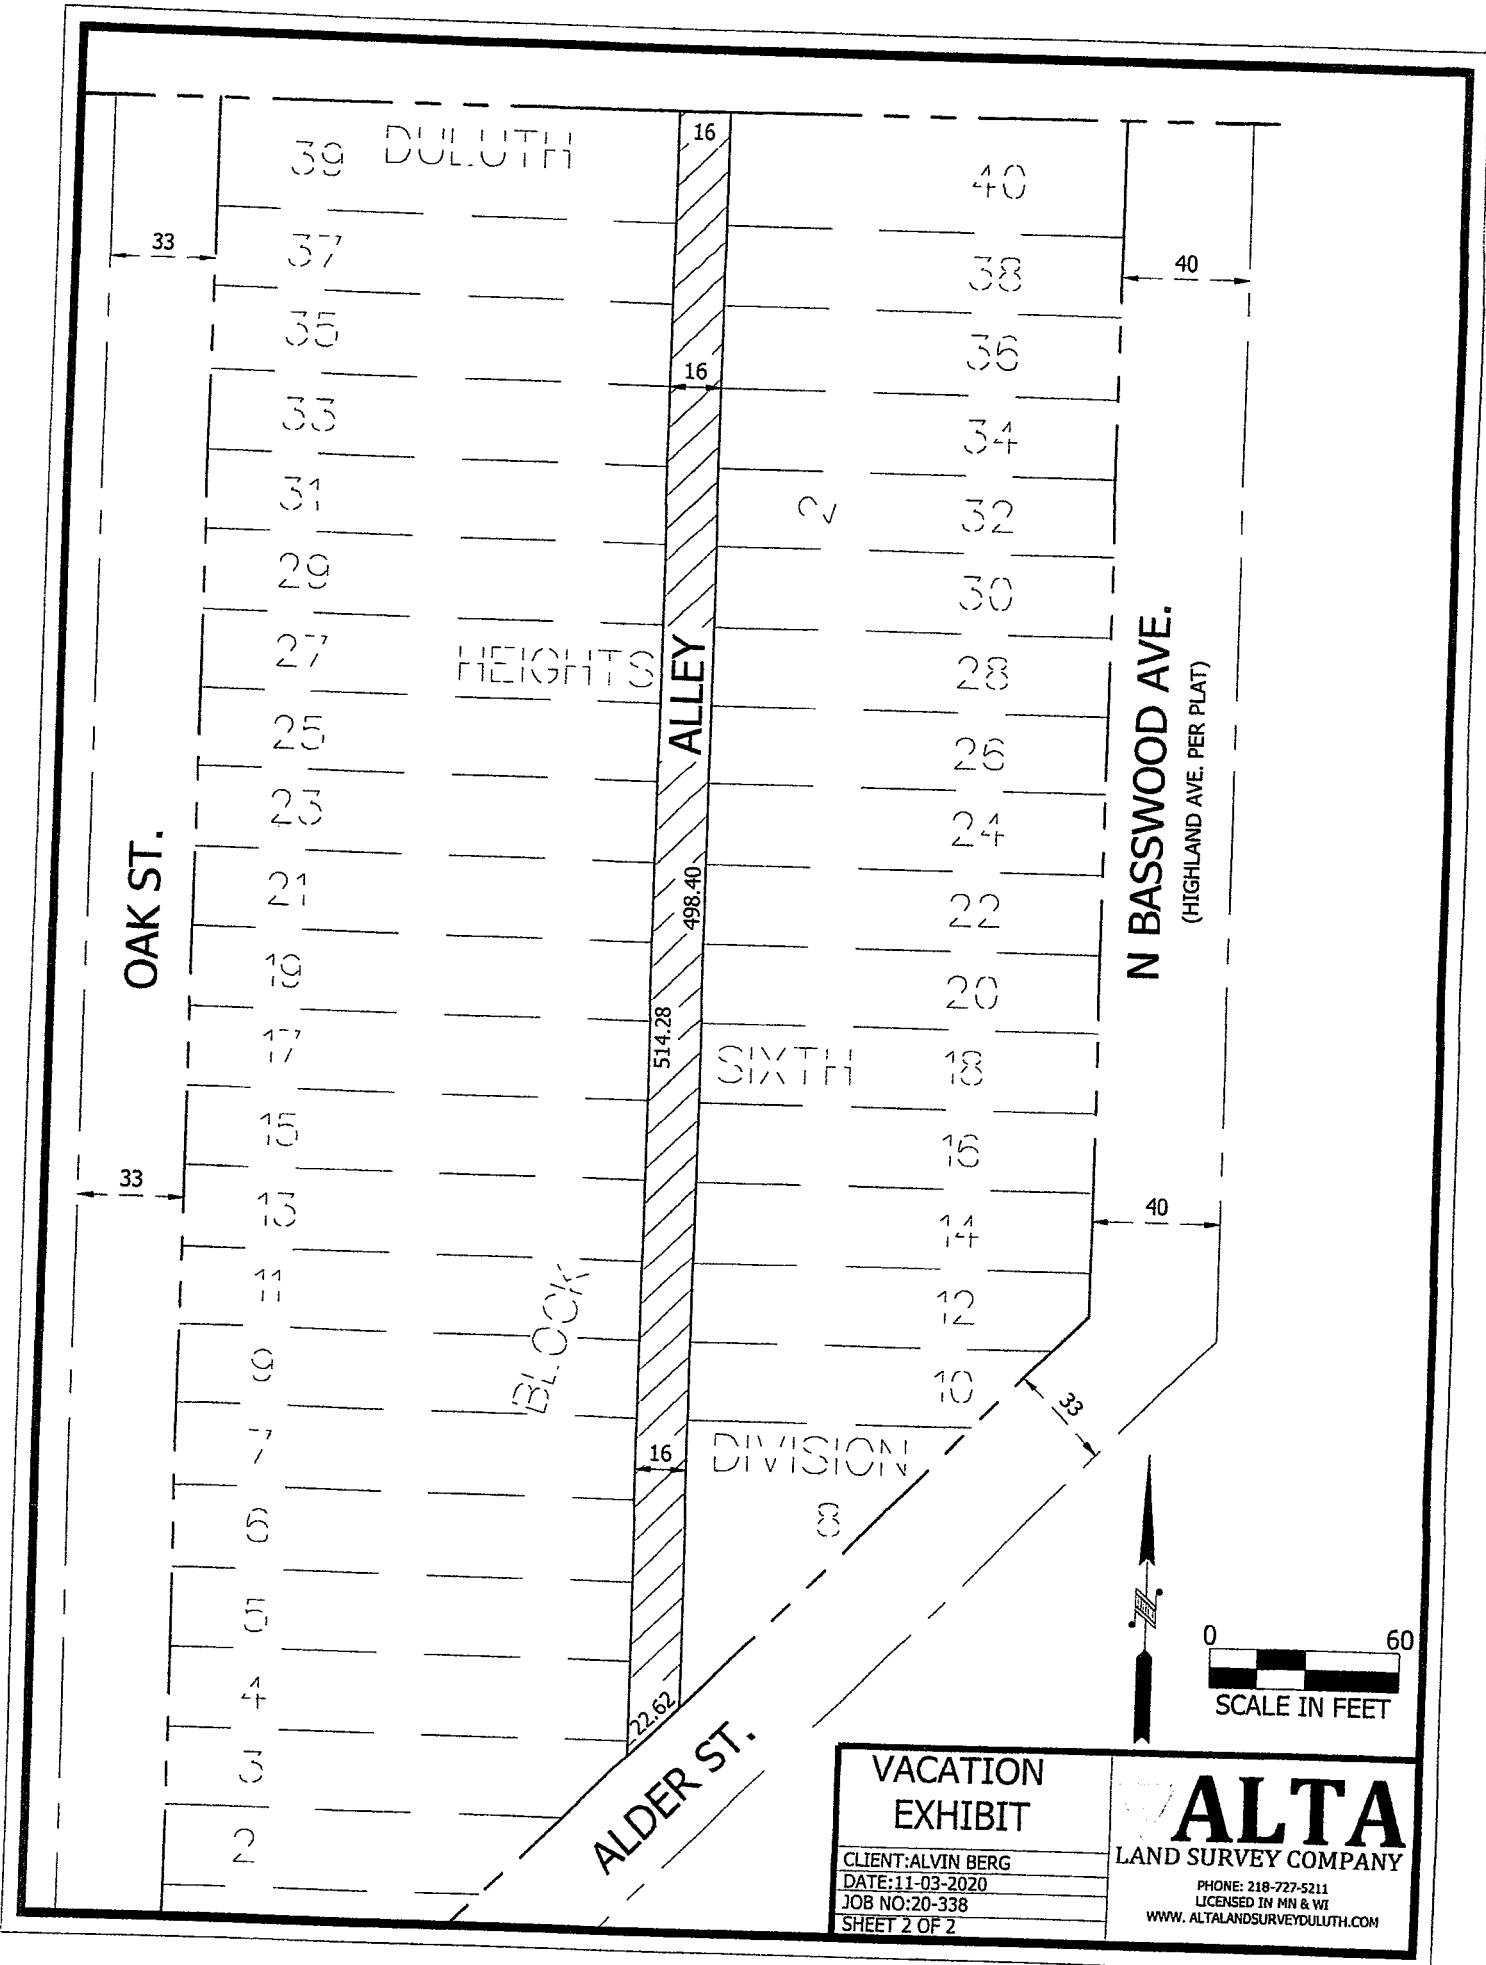 DULUTH
16
39
40
33
37
38
40
35
36
16
33
34
31
2
32
29
30
27
HEIGHTS
ALLEY
28
25
26
23
24
OAK ST.
N BASSWOOD AVE.
(HIGHLAND AVE. PER PLAT)
21
498.40
22
19
20
17
514.28
SIXTH
18
15
16
33
13
14
40
11
BLOCK
12
9
10
33
7
16
DIVISION
6
8
5
4
22.62
3
ALDER ST.
2
0 60
SCALE IN FEET
VACATION
EXHIBIT
CLIENT:ALVIN BERG
DATE:11-03-2020
JOB NO:20-338
SHEET 2 OF 2
ALTA
LAND SURVEY COMPANY
PHONE: 218-727-5211
LICENSED IN MN & WI
WWW. ALTALANDSURVEYDULUTH.COM